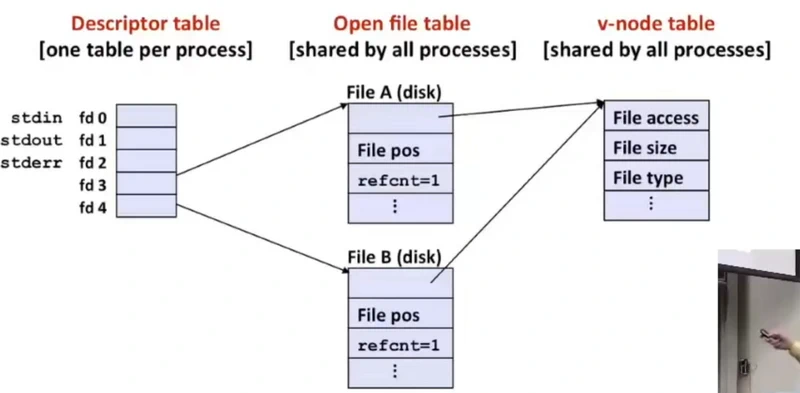 Descriptor table
[one table per process]
Open file table
[shared by all processes]
v-node table
[shared by all processes]
stdin fd 0
stdout fd 1
stderr fd 2
fd 3
fd 4
File A (disk)
File pos
refcnt=1
⋮
File B (disk)
File pos
refcnt=1
⋮
File access
File size
File type
⋮